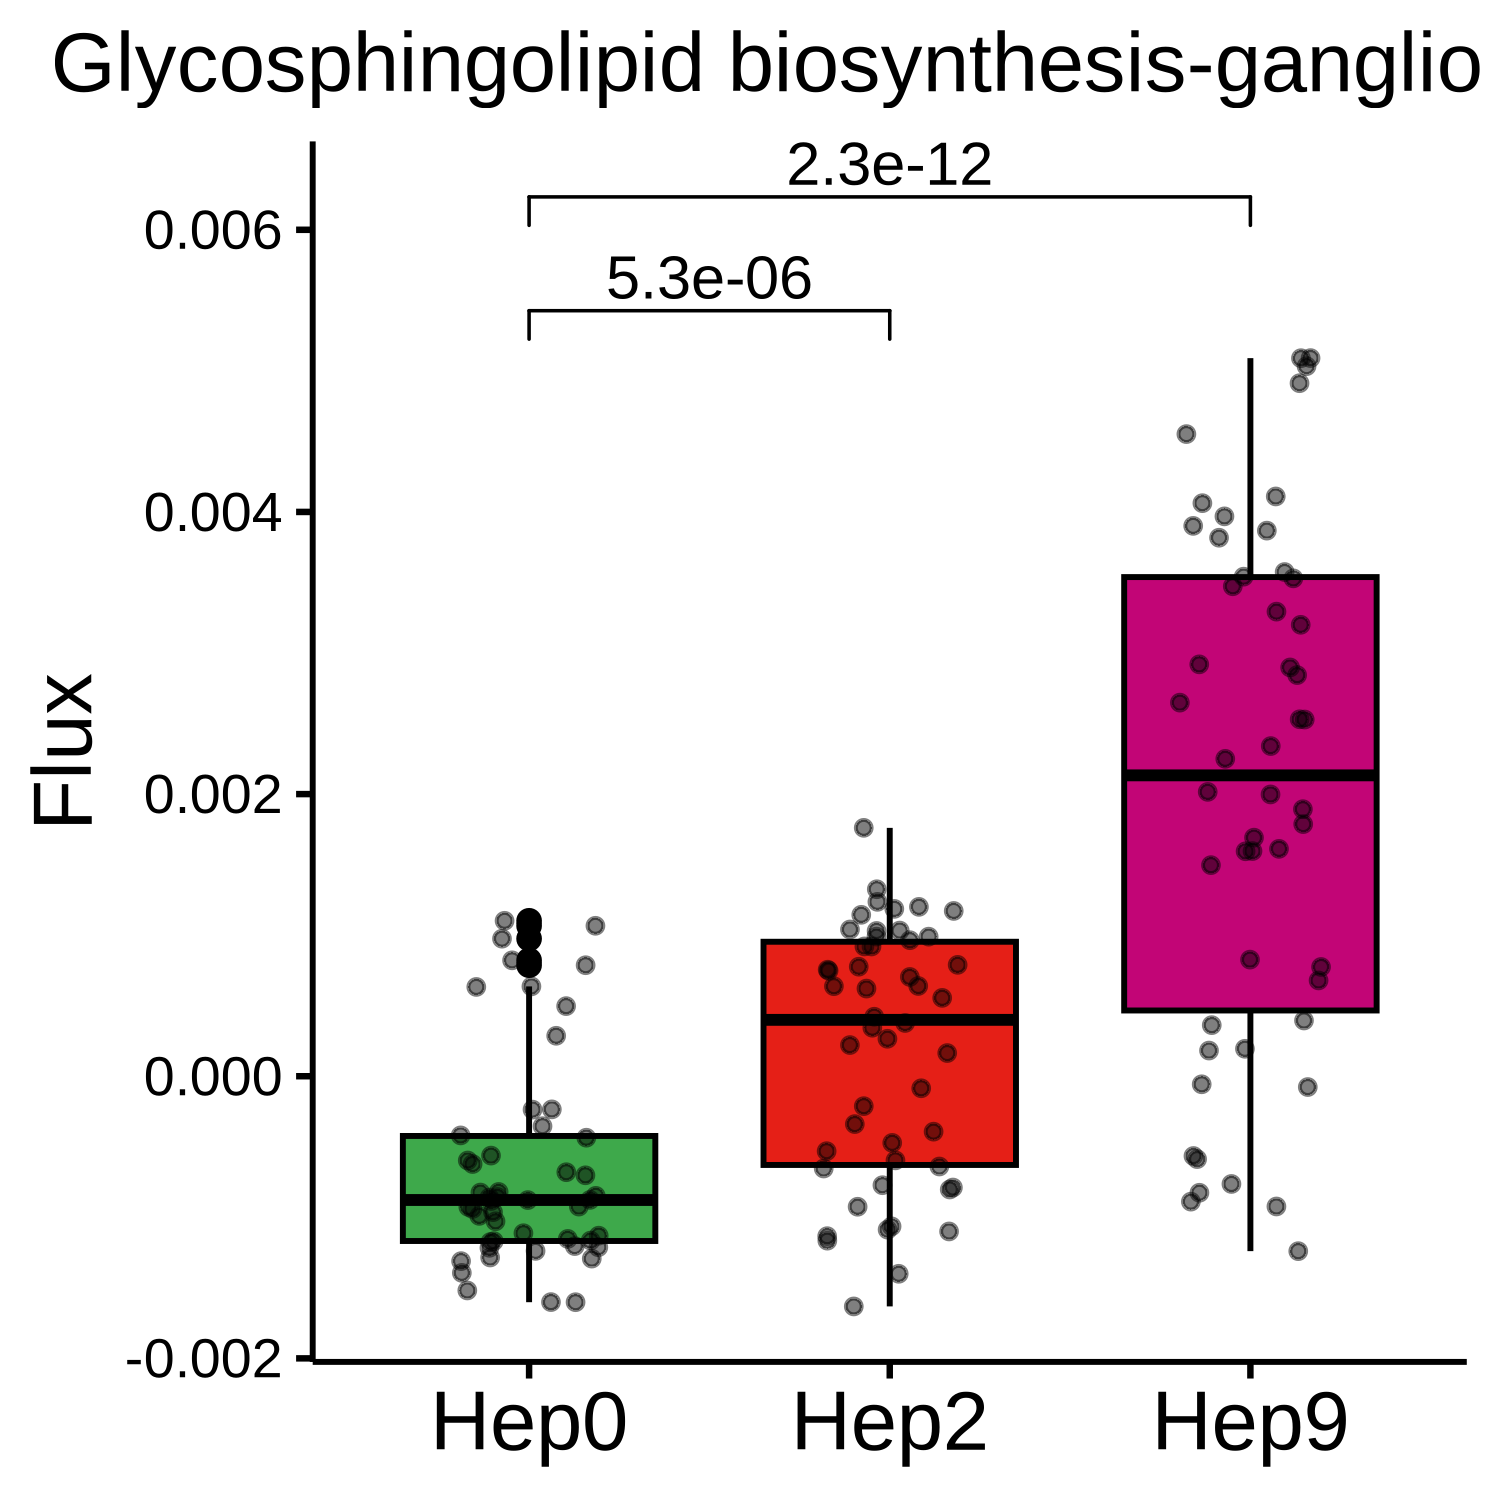 Glycosphingolipid biosynthesis-ganglio
2.3e-12
0.006
5.3e-06
0.004
Flux
0.002
0.000
-0.002
Hep0 Hep2 Hep9